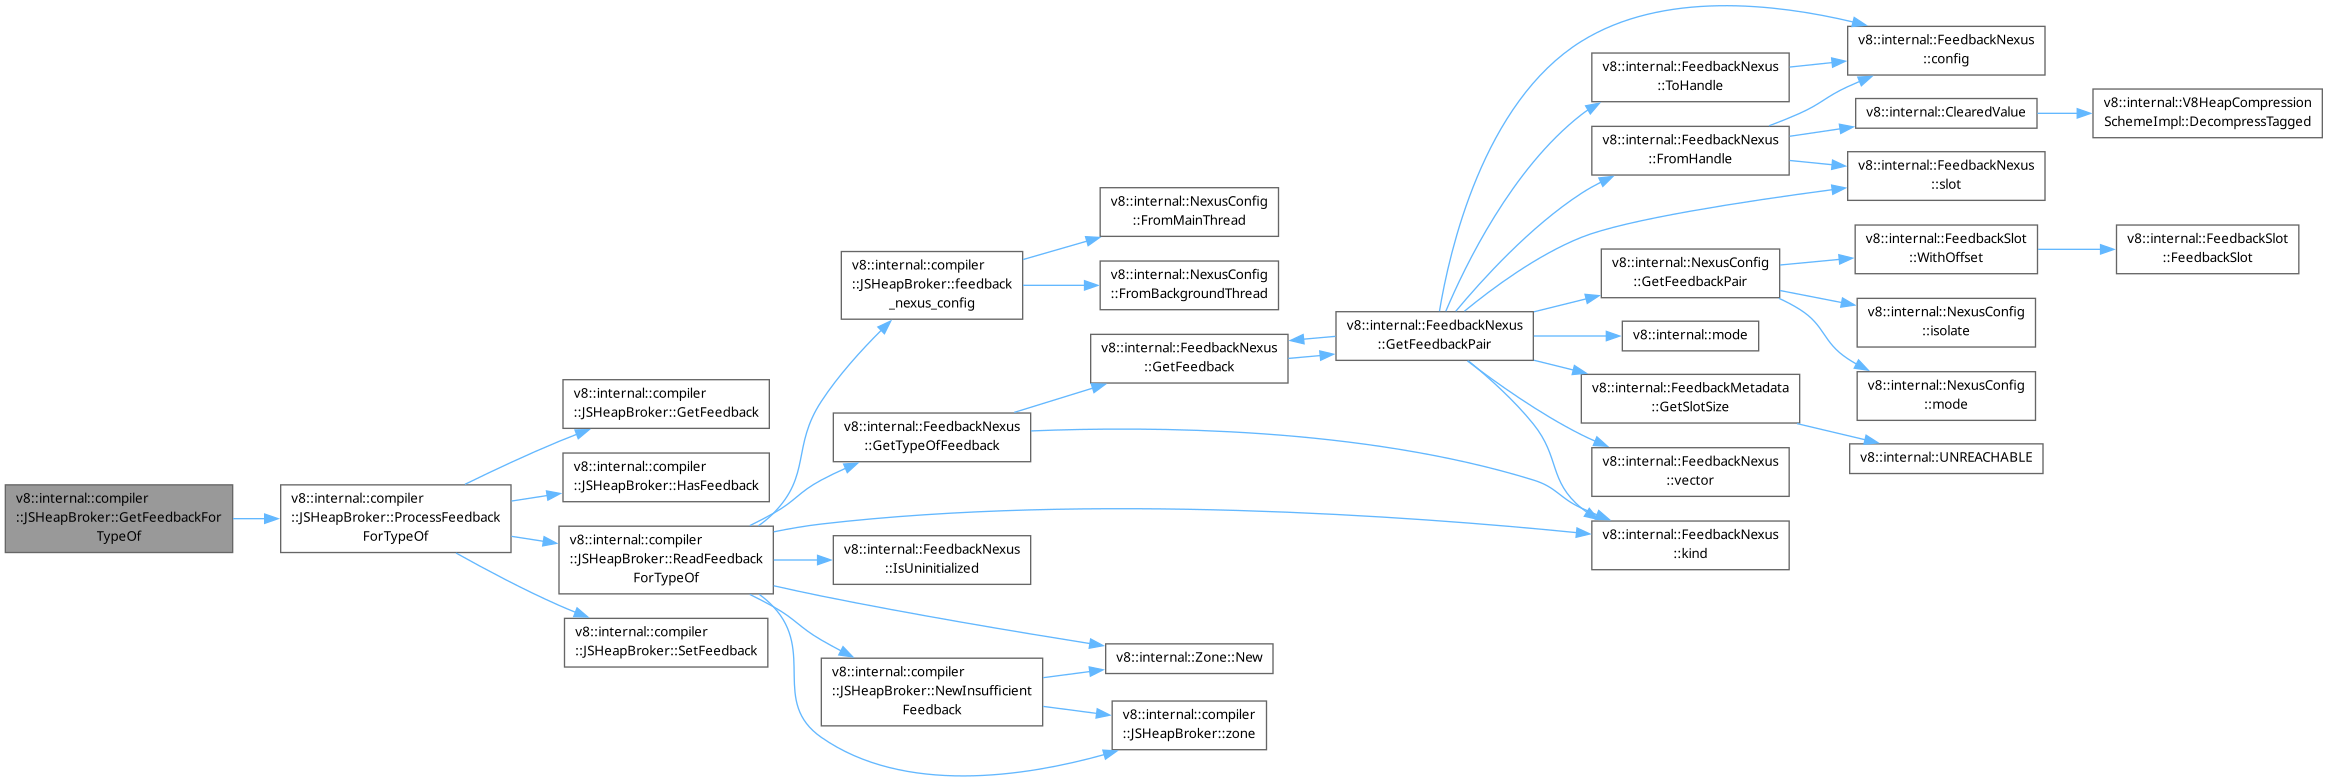 v8::internal::compiler
::JSHeapBroker::GetFeedbackFor
TypeOf
v8::internal::compiler
::JSHeapBroker::ProcessFeedback
ForTypeOf
v8::internal::compiler
::JSHeapBroker::GetFeedback
v8::internal::compiler
::JSHeapBroker::HasFeedback
v8::internal::compiler
::JSHeapBroker::ReadFeedback
ForTypeOf
v8::internal::compiler
::JSHeapBroker::SetFeedback
v8::internal::compiler
::JSHeapBroker::feedback
_nexus_config
v8::internal::FeedbackNexus
::GetTypeOfFeedback
v8::internal::FeedbackNexus
::IsUninitialized
v8::internal::compiler
::JSHeapBroker::NewInsufficient
Feedback
v8::internal::NexusConfig
::FromMainThread
v8::internal::NexusConfig
::FromBackgroundThread
v8::internal::FeedbackNexus
::GetFeedback
v8::internal::Zone::New
v8::internal::compiler
::JSHeapBroker::zone
v8::internal::FeedbackNexus
::GetFeedbackPair
v8::internal::FeedbackNexus
::ToHandle
v8::internal::FeedbackNexus
::FromHandle
v8::internal::NexusConfig
::GetFeedbackPair
v8::internal::mode
v8::internal::FeedbackMetadata
::GetSlotSize
v8::internal::FeedbackNexus
::vector
v8::internal::FeedbackNexus
::kind
v8::internal::FeedbackNexus
::config
v8::internal::ClearedValue
v8::internal::FeedbackNexus
::slot
v8::internal::FeedbackSlot
::WithOffset
v8::internal::NexusConfig
::isolate
v8::internal::NexusConfig
::mode
v8::internal::UNREACHABLE
v8::internal::V8HeapCompression
SchemeImpl::DecompressTagged
v8::internal::FeedbackSlot
::FeedbackSlot